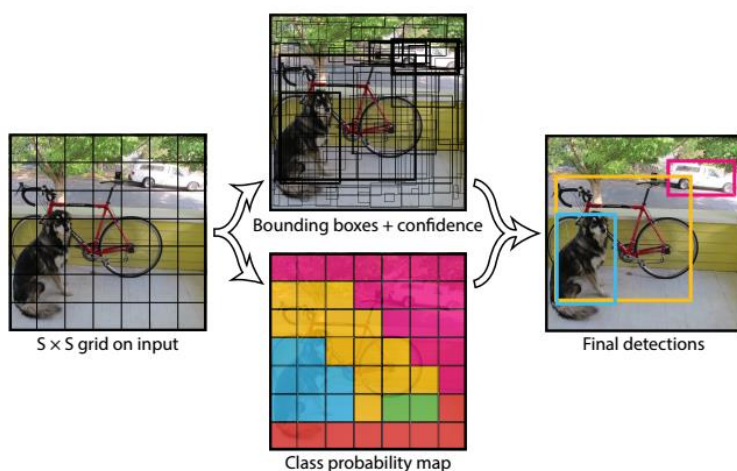 S × S grid on input
Bounding boxes + confidence
Class probability map
Final detections